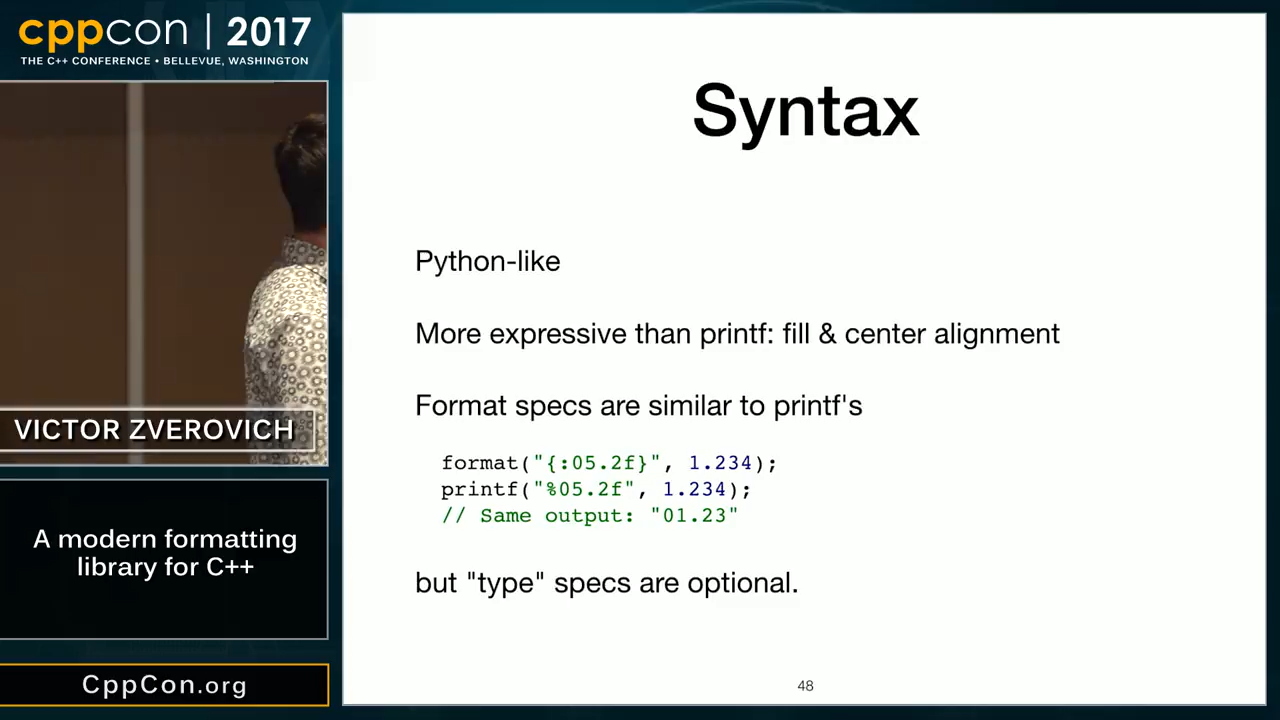 cppcon | 2017
THE C++ CONFERENCE • BELLEVUE, WASHINGTON
VICTOR ZVEROVICH
A modern formatting
library for C++
CppCon.org
Syntax
Python-like
More expressive than printf: fill & center alignment
Format specs are similar to printf's
format("{:05.2f}", 1.234);
printf("%05.2f", 1.234);
// Same output: "01.23"
but "type" specs are optional.
48